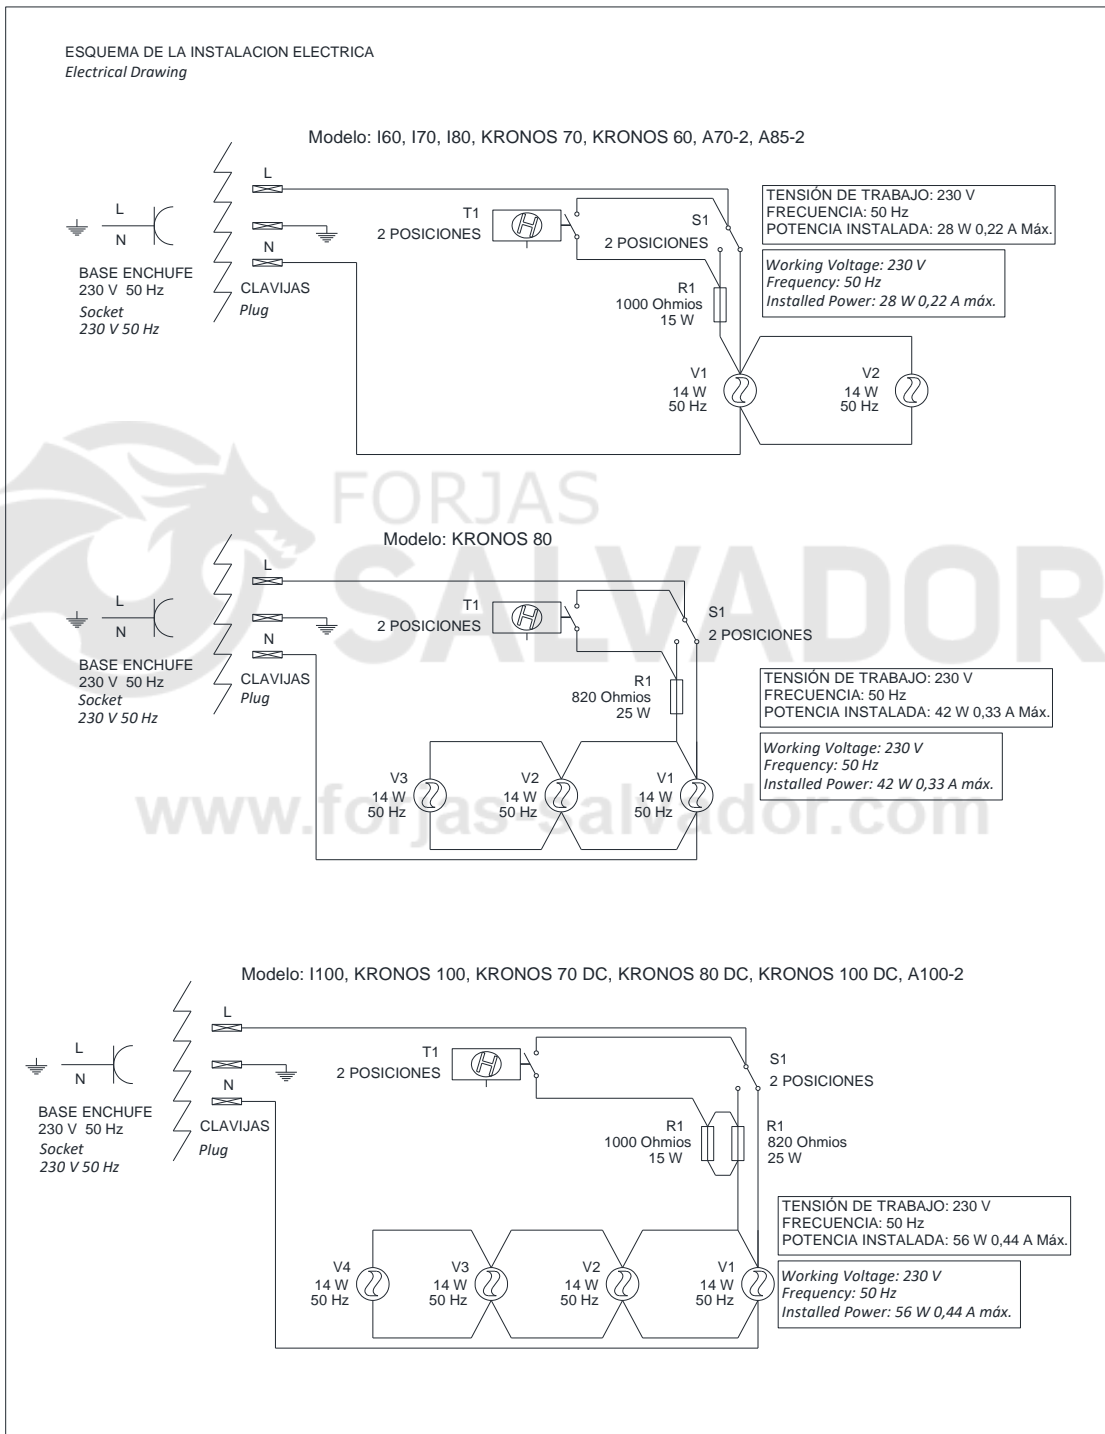 ESQUEMA DE LA INSTALACION ELECTRICA
Electrical Drawing
Modelo: I60, I70, I80, KRONOS 70, KRONOS 60, A70-2, A85-2
L
N
BASE ENCHUFE
230 V 50 Hz
Socket
230 V 50 Hz
L
N
CLAVIJAS
Plug
T1
2 POSICIONES
S1
2 POSICIONES
R1
1000 Ohmios
15 W
V1
14 W
50 Hz
V2
14 W
50 Hz
TENSIÓN DE TRABAJO: 230 V
FRECUENCIA: 50 Hz
POTENCIA INSTALADA: 28 W 0,22 A Máx.
Working Voltage: 230 V
Frequency: 50 Hz
Installed Power: 28 W 0,22 A máx.
FORJAS
SALVADOR
www.forjas-salvador.com
Modelo: KRONOS 80
L
N
BASE ENCHUFE
230 V 50 Hz
Socket
230 V 50 Hz
L
N
CLAVIJAS
Plug
T1
2 POSICIONES
S1
2 POSICIONES
R1
820 Ohmios
25 W
V3
14 W
50 Hz
V2
14 W
50 Hz
V1
14 W
50 Hz
TENSIÓN DE TRABAJO: 230 V
FRECUENCIA: 50 Hz
POTENCIA INSTALADA: 42 W 0,33 A Máx.
Working Voltage: 230 V
Frequency: 50 Hz
Installed Power: 42 W 0,33 A máx.
Modelo: I100, KRONOS 100, KRONOS 70 DC, KRONOS 80 DC, KRONOS 100 DC, A100-2
L
N
BASE ENCHUFE
230 V 50 Hz
Socket
230 V 50 Hz
L
N
CLAVIJAS
Plug
T1
2 POSICIONES
S1
2 POSICIONES
R1
1000 Ohmios
15 W
R1
820 Ohmios
25 W
V4
14 W
50 Hz
V3
14 W
50 Hz
V2
14 W
50 Hz
V1
14 W
50 Hz
TENSIÓN DE TRABAJO: 230 V
FRECUENCIA: 50 Hz
POTENCIA INSTALADA: 56 W 0,44 A Máx.
Working Voltage: 230 V
Frequency: 50 Hz
Installed Power: 56 W 0,44 A máx.